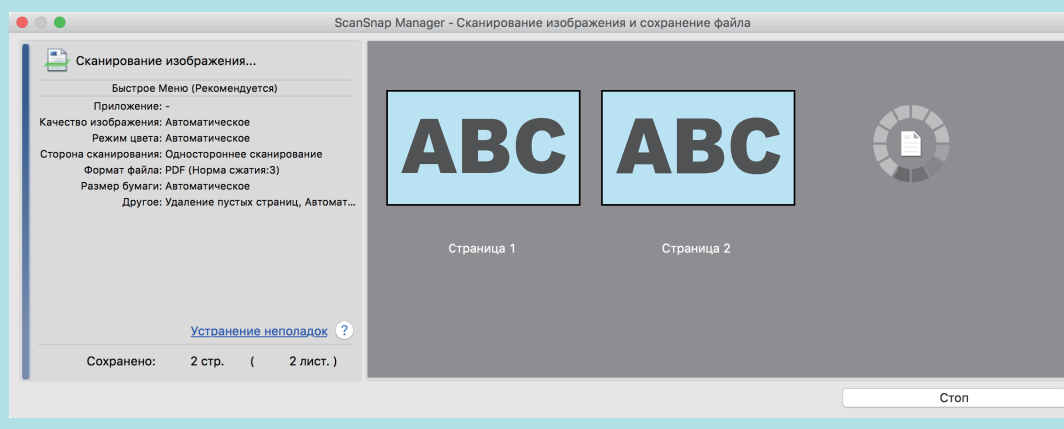 ScanSnap Manager - Сканирование изображения и сохранение файла
Сканирование изображения...
Быстрое Меню (Рекомендуется)
Приложение: -
Качество изображения: Автоматическое
Режим цвета: Автоматическое
Сторона сканирования: Одностороннее сканирование
Формат файла: PDF (Норма сжатия:3)
Размер бумаги: Автоматическое
Другое: Удаление пустых страниц, Автомат...
Устранение неполадок ?
Сохранено: 2 стр. ( 2 лист. )
ABC ABC
Страница 1 Страница 2
Стоп